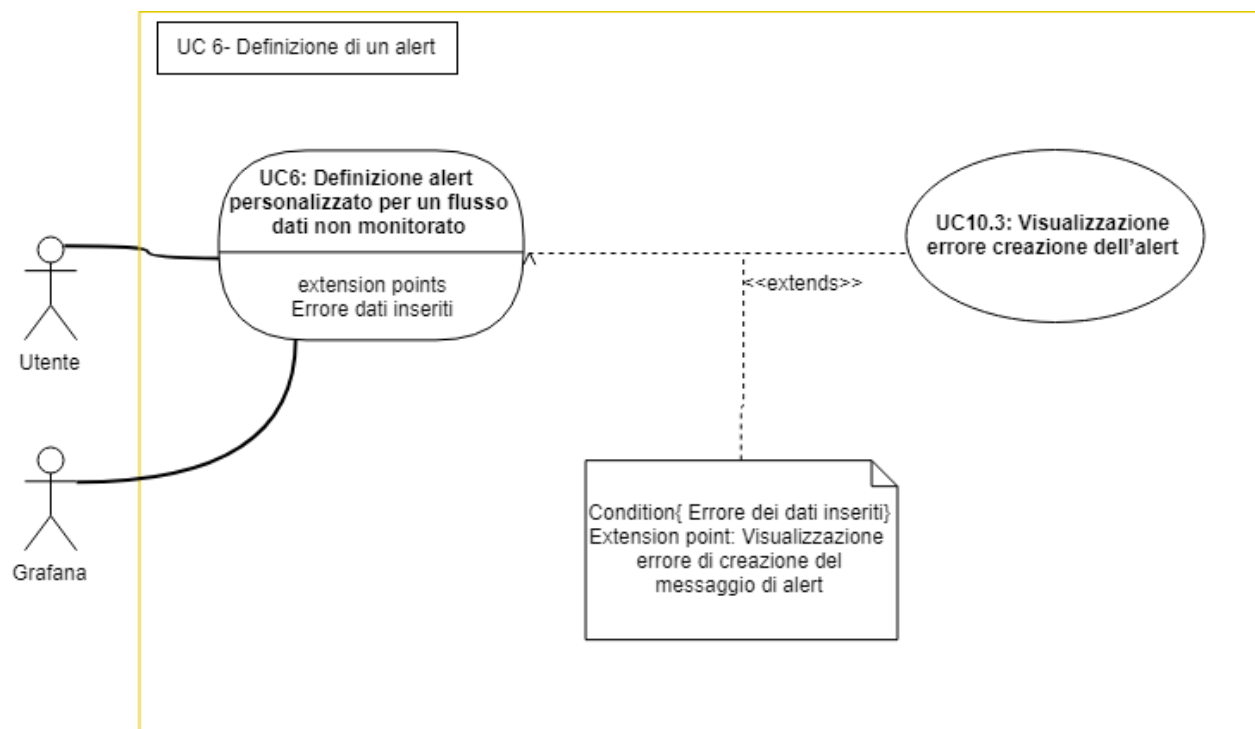 UC 6- Definizione di un alert
UC6: Definizione alert
personalizzato per un flusso
dati non monitorato
extension points
Errore dati inseriti
UC10.3: Visualizzazione
errore creazione dell'alert
<<extends>>
Utente
Condition{ Errore dei dati inseriti}
Extension point: Visualizzazione
errore di creazione del
messaggio di alert
Grafana